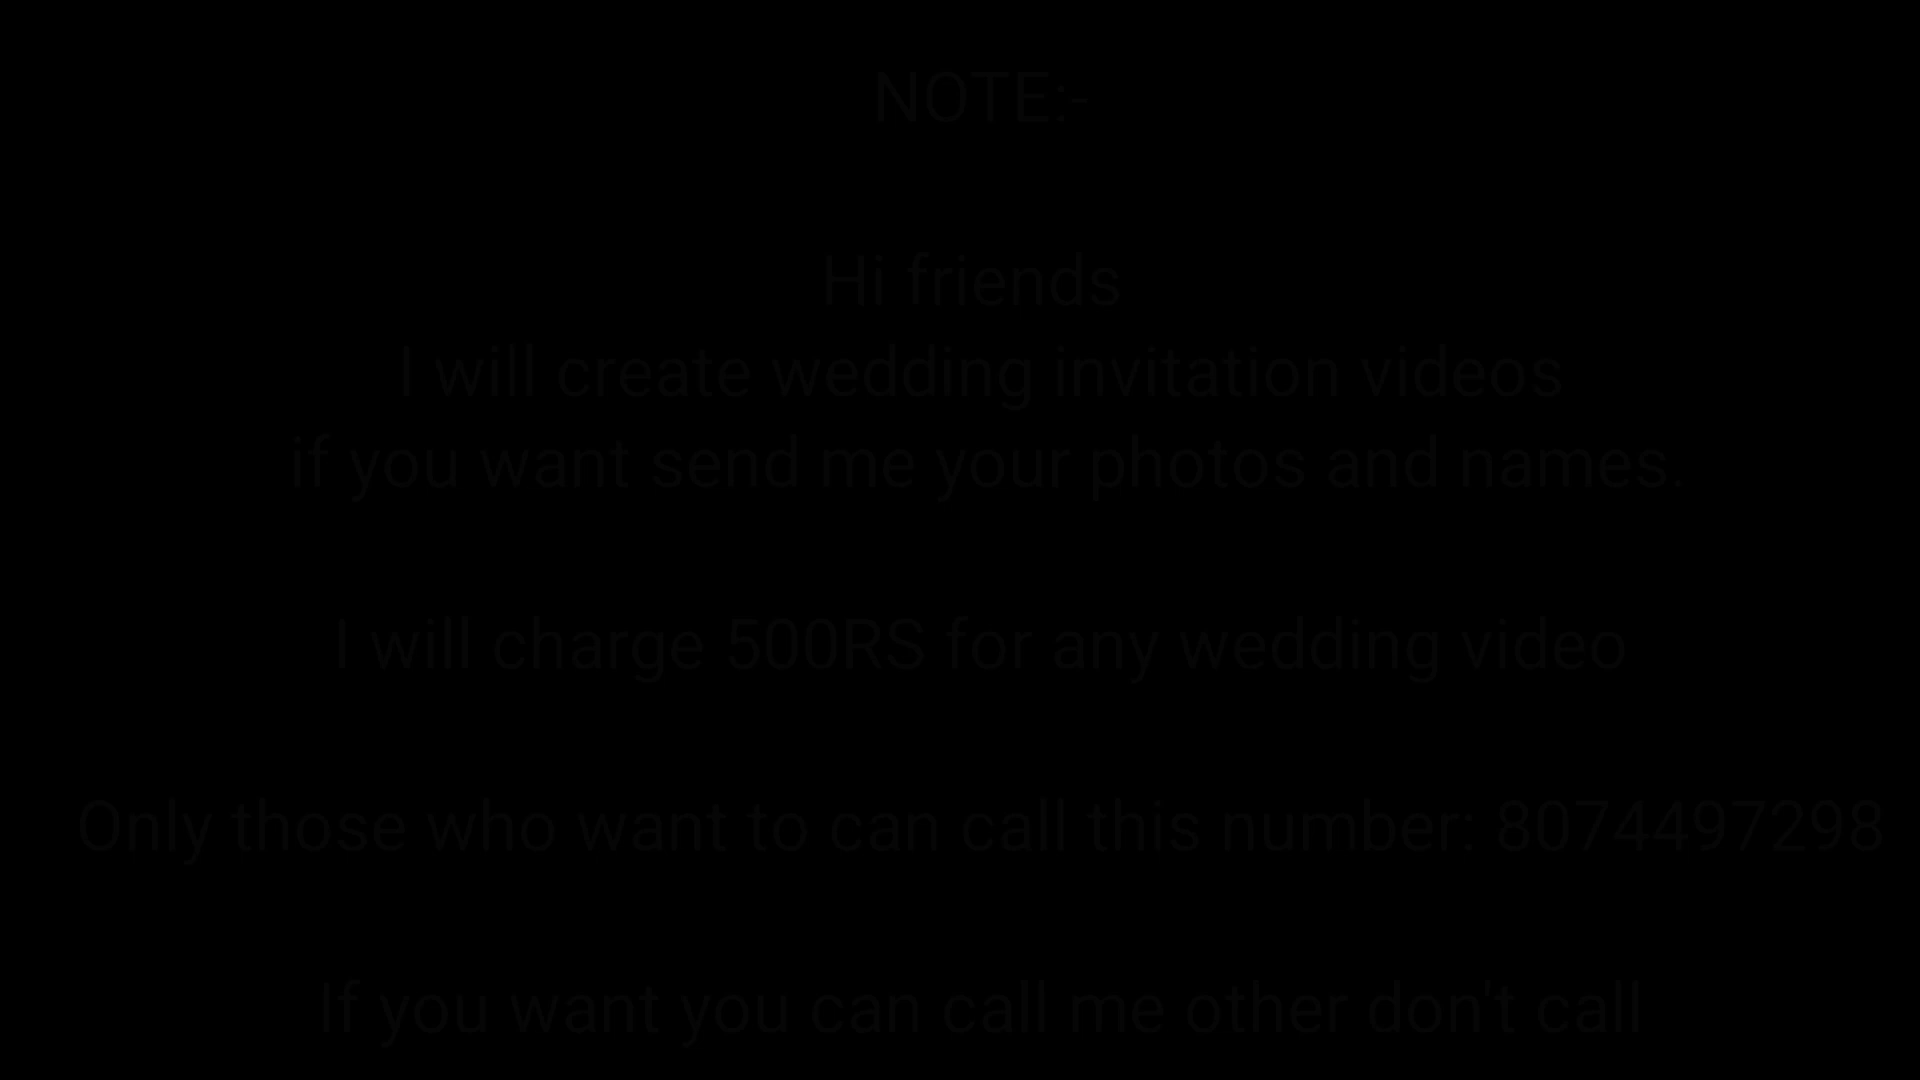 NOTE:-
Hi friends
I will create wedding invitation videos
if you want send me your photos and names.
I will charge 500RS for any wedding video
Only those who want to can call this number: 8074497298
If you want you can call me other don't call